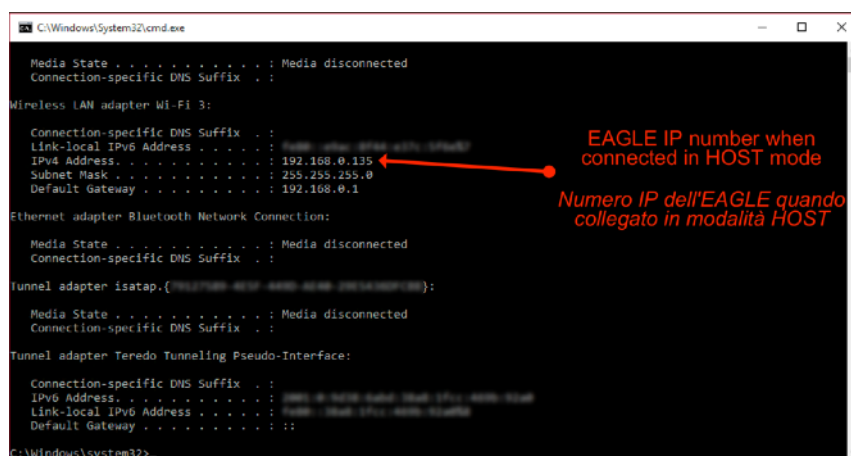 C:\Windows\System32\cmd.exe
Media State . . . . . . . . . . . : Media disconnected
Connection-specific DNS Suffix  . :
Wireless LAN adapter Wi-Fi 3:
Connection-specific DNS Suffix  . :
Link-local IPv6 Address . . . . . :
IPv4 Address. . . . . . . . . . . : 192.168.0.135
Subnet Mask . . . . . . . . . . . : 255.255.255.0
Default Gateway . . . . . . . . . : 192.168.0.1
EAGLE IP number when
connected in HOST mode
Numero IP dell'EAGLE quando
collegato in modalità HOST
Ethernet adapter Bluetooth Network Connection:
Media State . . . . . . . . . . . : Media disconnected
Connection-specific DNS Suffix  . :
Tunnel adapter isatap.{ }:
Media State . . . . . . . . . . . : Media disconnected
Connection-specific DNS Suffix  . :
Tunnel adapter Teredo Tunneling Pseudo-Interface:
Connection-specific DNS Suffix  . :
IPv6 Address. . . . . . . . . . . :
Link-local IPv6 Address . . . . . :
Default Gateway . . . . . . . . . : ::
C:\Windows\system32>